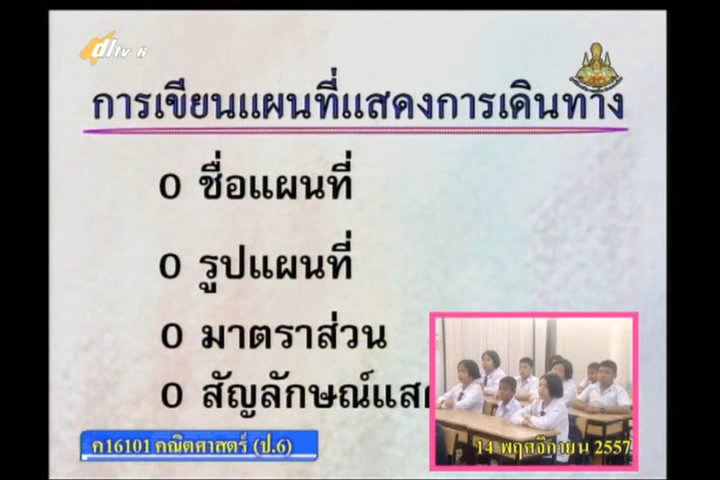 dltv 6
การเขียนแผนที่แสดงการเดินทาง
o ชื่อแผนที่
o รูปแผนที่
o มาตราส่วน
o สัญลักษณ์แสด
ค16101 คณิตศาสตร์ (ป.6)
14 พฤศจิกายน 2557